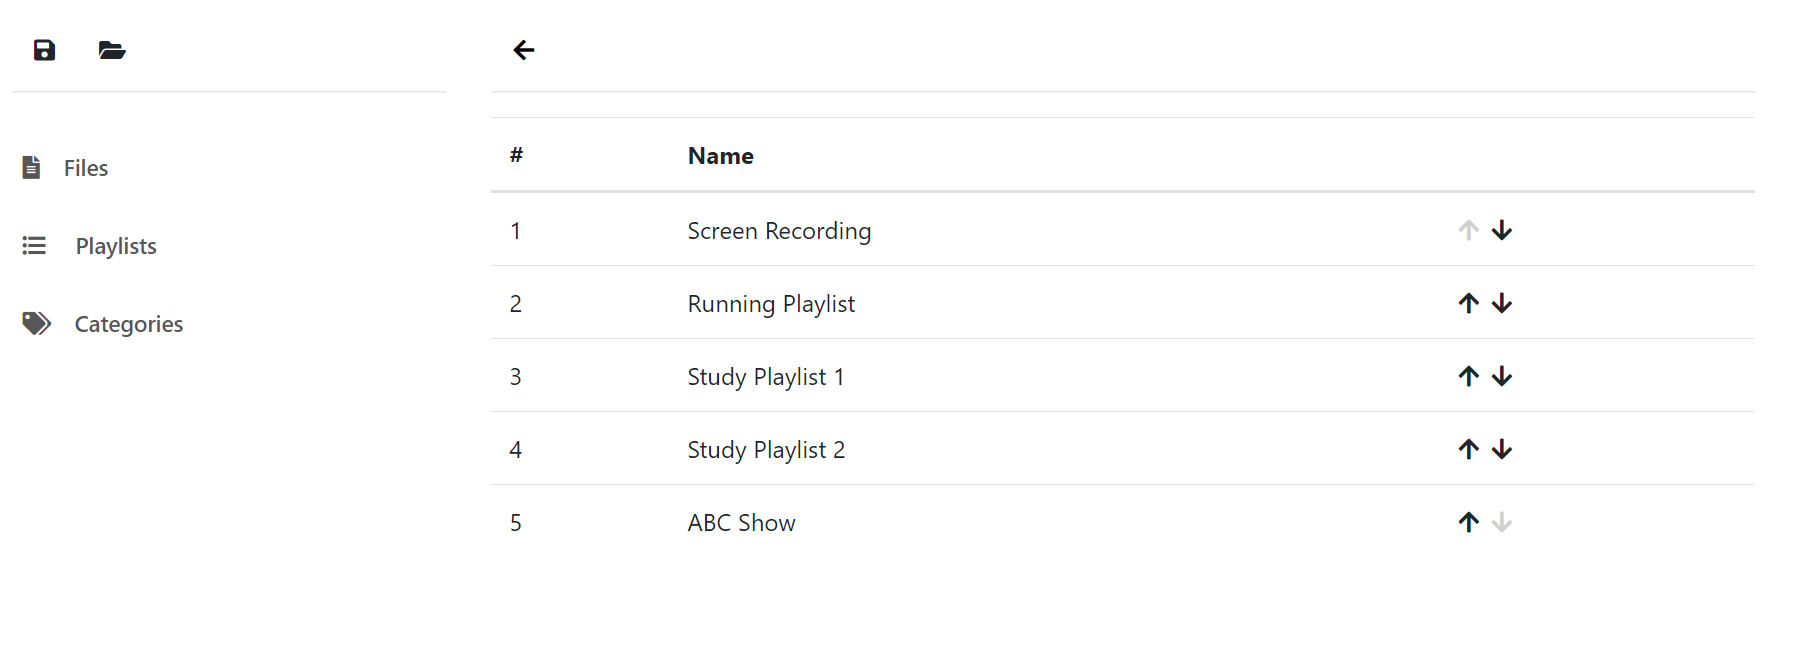 Files
Playlists
Categories
# Name
1 Screen Recording
2 Running Playlist
3 Study Playlist 1
4 Study Playlist 2
5 ABC Show